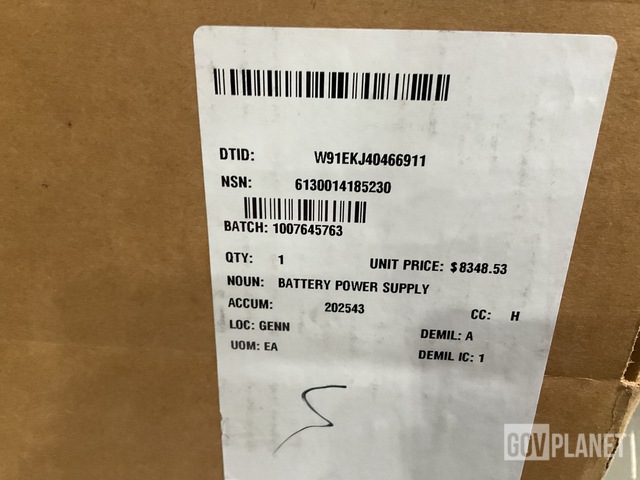 DTID: W91EKJ40466911
NSN: 6130014185230
BATCH: 1007645763
QTY: 1 UNIT PRICE: $8348.53
NOUN: BATTERY POWER SUPPLY
ACCUM: 202543 CC: H
LOC: GENN DEMIL: A
UOM: EA DEMIL IC: 1
GOVPLANET